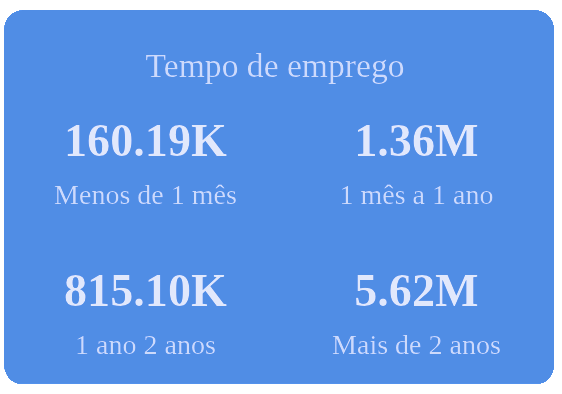 Tempo de emprego
160.19K 1.36M
Menos de 1 mês 1 mês a 1 ano
815.10K 5.62M
1 ano 2 anos Mais de 2 anos